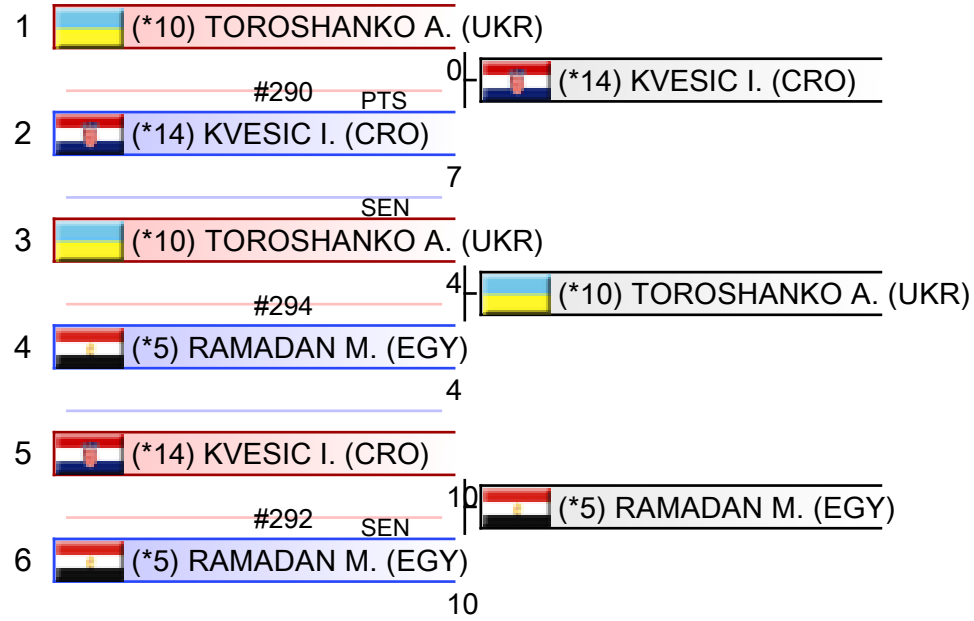 1 (*10) TOROSHANKO A. (UKR)
0 (*14) KVESIC I. (CRO)
#290 PTS
2 (*14) KVESIC I. (CRO)
7
SEN
3 (*10) TOROSHANKO A. (UKR)
4 (*10) TOROSHANKO A. (UKR)
#294
4 (*5) RAMADAN M. (EGY)
4
5 (*14) KVESIC I. (CRO)
10 (*5) RAMADAN M. (EGY)
#292 SEN
6 (*5) RAMADAN M. (EGY)
10